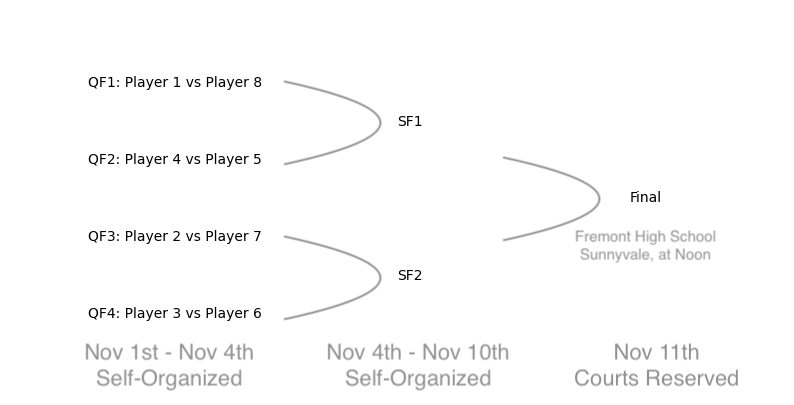 QF1: Player 1 vs Player 8
SF1
QF2: Player 4 vs Player 5
Final
QF3: Player 2 vs Player 7
Fremont High School
Sunnyvale, at Noon
SF2
QF4: Player 3 vs Player 6
Nov 1st - Nov 4th
Self-Organized
Nov 4th - Nov 10th
Self-Organized
Nov 11th
Courts Reserved